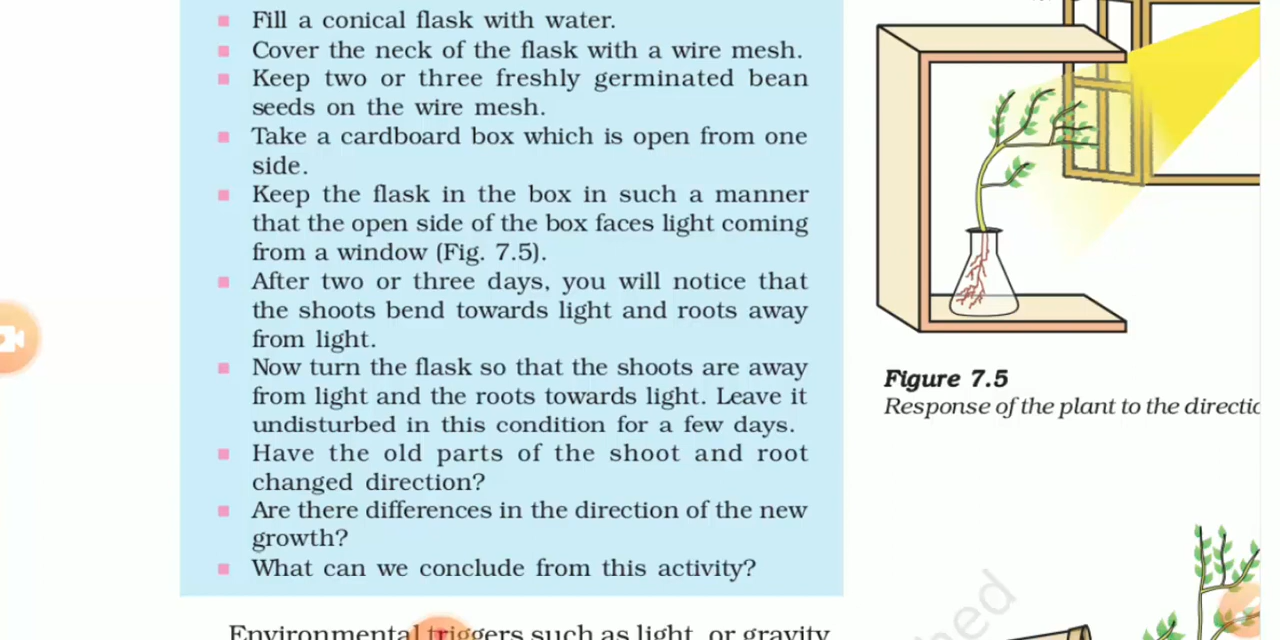 Fill a conical flask with water.
Cover the neck of the flask with a wire mesh.
Keep two or three freshly germinated bean
seeds on the wire mesh.
Take a cardboard box which is open from one
side.
Keep the flask in the box in such a manner
that the open side of the box faces light coming
from a window (Fig. 7.5).
After two or three days, you will notice that
the shoots bend towards light and roots away
from light.
Now turn the flask so that the shoots are away
from light and the roots towards light. Leave it
undisturbed in this condition for a few days.
Have the old parts of the shoot and root
changed direction?
Are there differences in the direction of the new
growth?
What can we conclude from this activity?
Environmental triggers such as light, or gravity
Figure 7.5
Response of the plant to the directio
hed